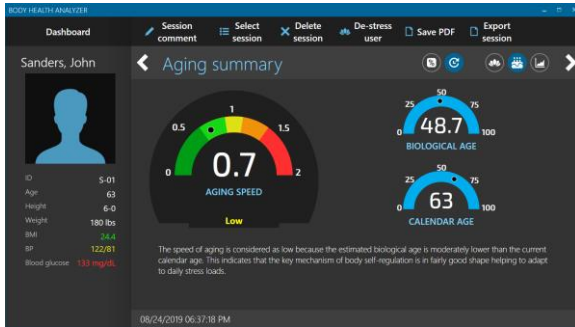 BODY HEALTH ANALYZER
Dashboard
Session comment
Select session
Delete session
De-stress user
Save PDF
Export session
Sanders, John
ID S-01
Age 63
Height 6-0
Weight 180 lbs
BMI 24.4
BP 122/81
Blood glucose 133 mg/dL
Aging summary
0 0.5 1 1.5 2
0.7
AGING SPEED
Low
0 25 50 75 100
48.7
BIOLOGICAL AGE
0 25 50 75 100
63
CALENDAR AGE
The speed of aging is considered as low because the estimated biological age is moderately lower than the current
calendar age. This indicates that the key mechanism of body self-regulation is in fairly good shape helping to adapt
to daily stress loads.
08/24/2019 06:37:18 PM